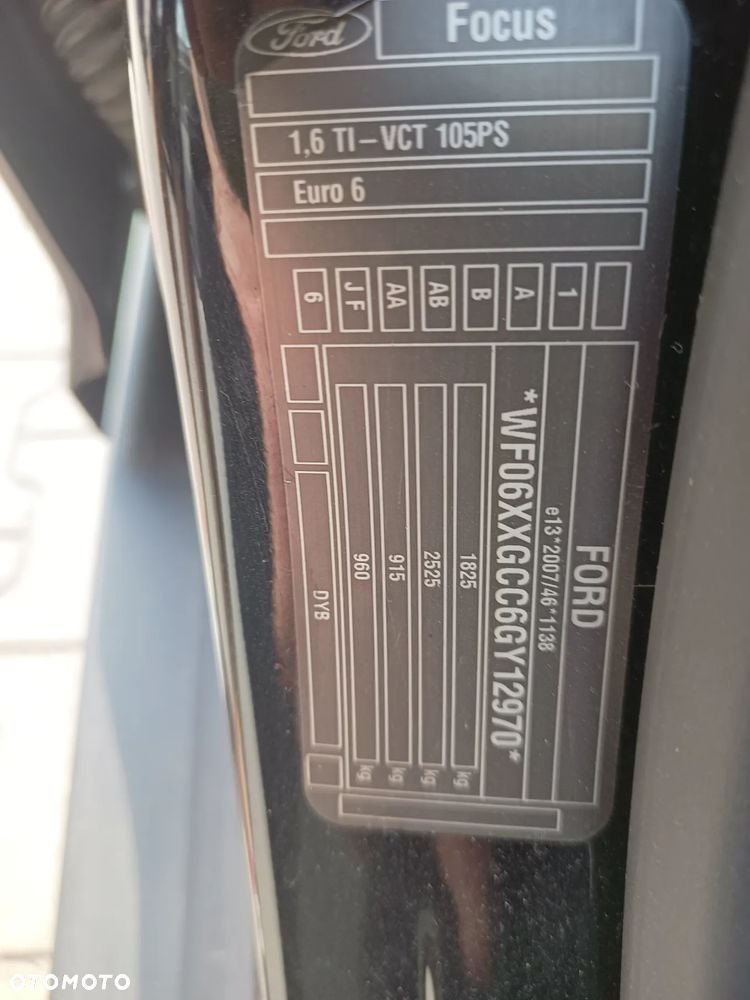 Ford
Focus
1,6 TI-VCT 105PS
Euro 6
6
J F
AA
AB
B
A
1
FORD
e13*2007/46*1138
*WF06XXGCC6GY12970*
1825 kg
2525 kg
915 kg
960 kg
DYB
OTOMOTO